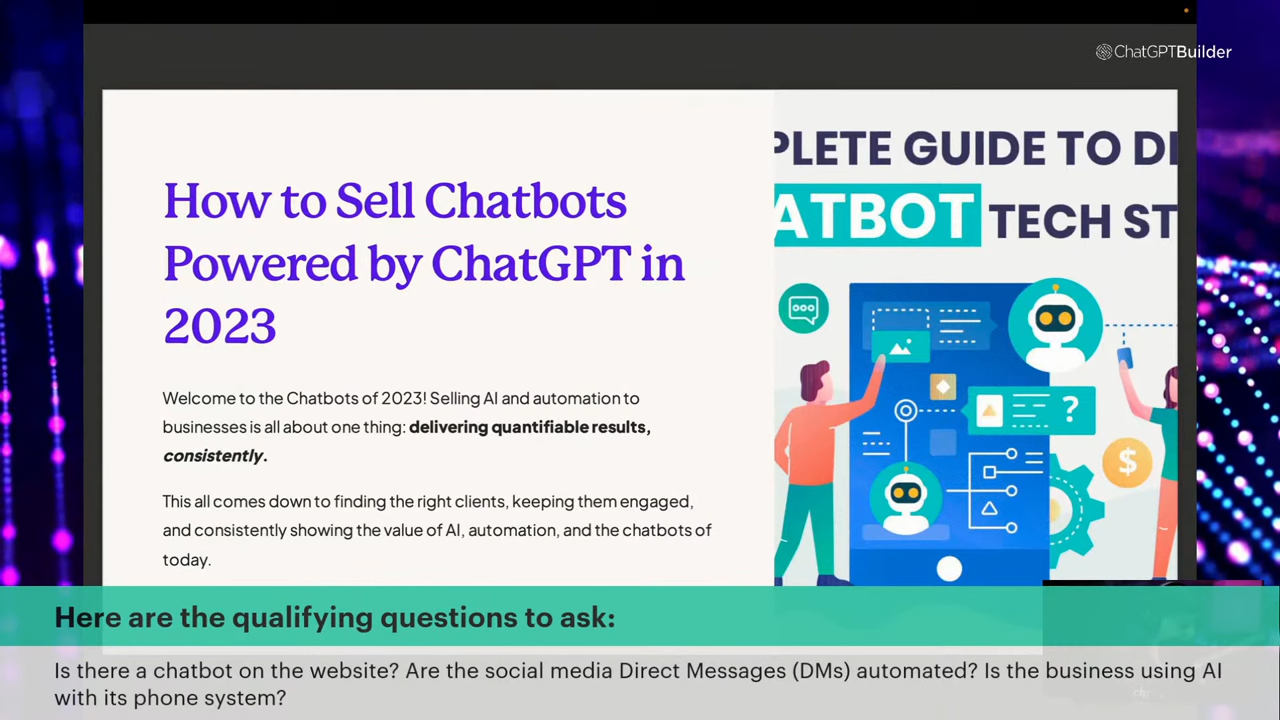 ChatGPTBuilder
How to Sell Chatbots
Powered by ChatGPT in
2023
Welcome to the Chatbots of 2023! Selling AI and automation to
businesses is all about one thing: delivering quantifiable results,
consistently.
This all comes down to finding the right clients, keeping them engaged,
and consistently showing the value of AI, automation, and the chatbots of
today.
PLETE GUIDE TO DI
ATBOT TECH ST
?
$
Here are the qualifying questions to ask:
Is there a chatbot on the website? Are the social media Direct Messages (DMs) automated? Is the business using AI
with its phone system?